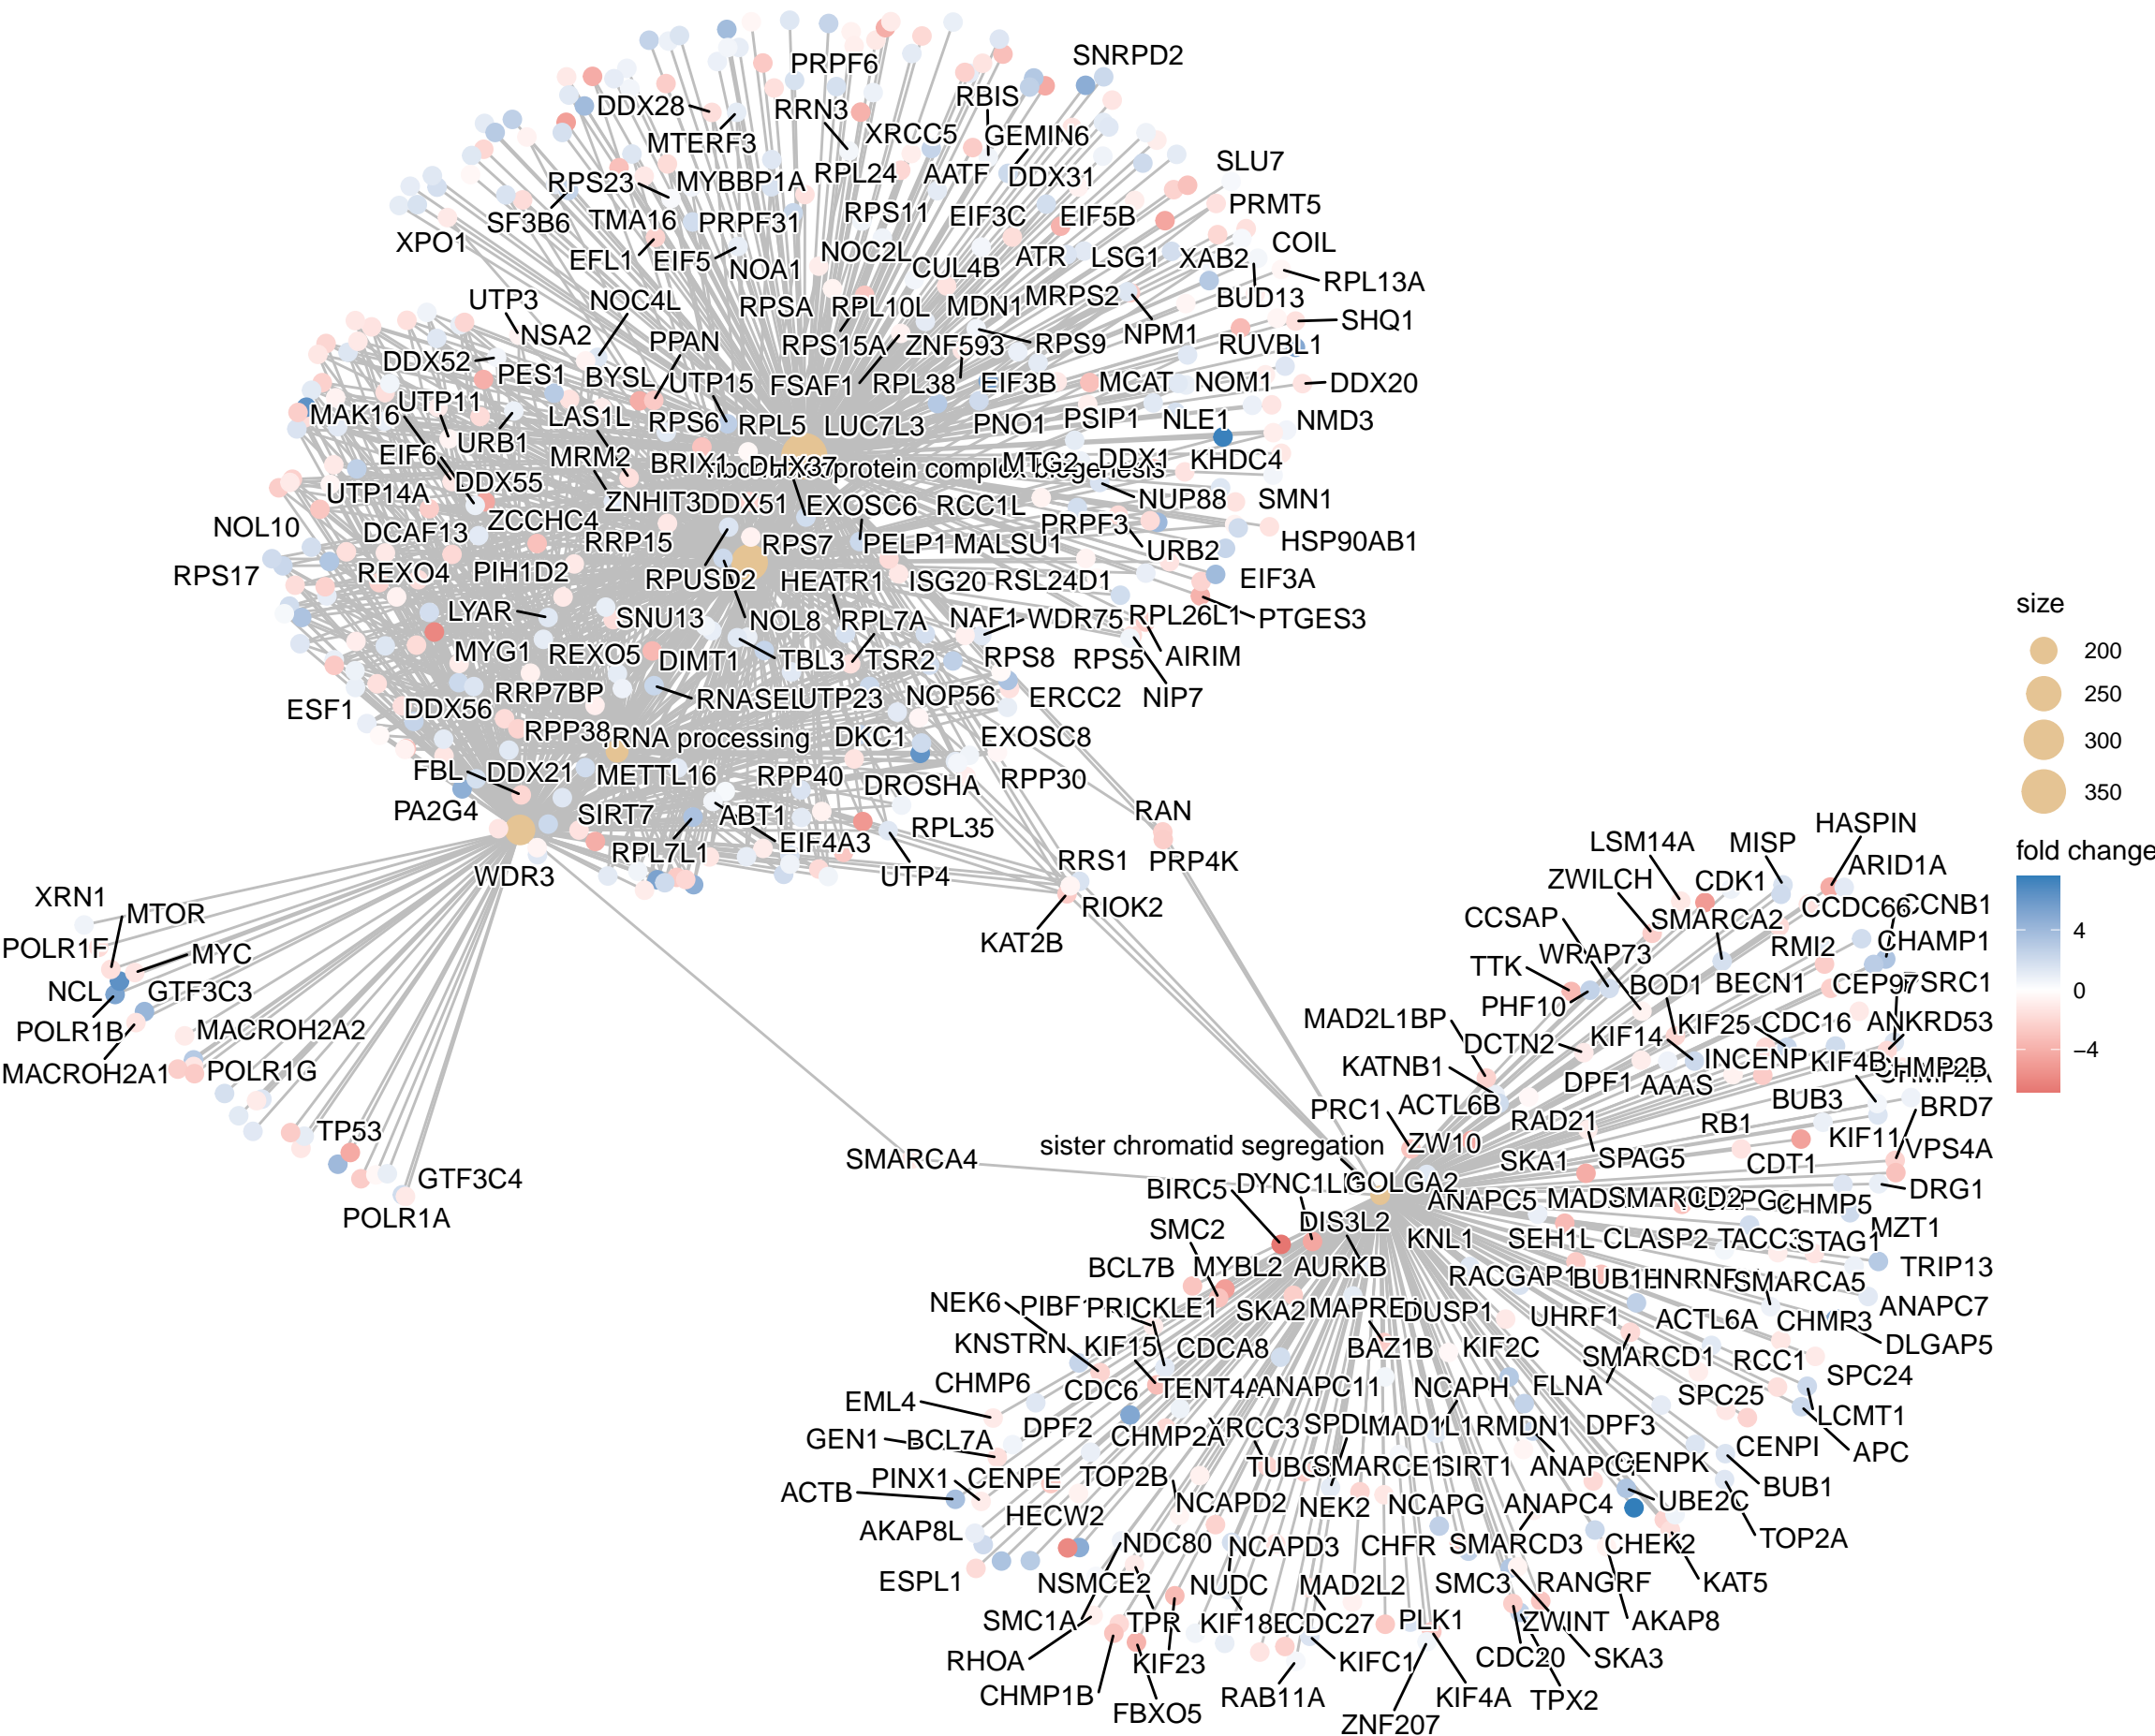 PRPF6
SNRPD2
DDX28
RRN3
RBIS
MTERF3
XRCC5
GEMIN6
RPS23
MYBBP1A
RPL24
AATF
DDX31
SLU7
SF3B6
TMA16
PRPF31
RPS11
EIF3C
EIF5B
PRMT5
XPO1
EFL1
EIF5
NOA1
NOC2L
CUL4B
ATR
LSG1
XAB2
COIL
RPL13A
UTP3
NOC4L
RPSA
RPL10L
MDN1
MRPS2
BUD13
NSA2
PPAN
RPS15A
ZNF593
RPS9
NPM1
SHQ1
RUVBL1
DDX52
PES1
BYSL
UTP15
FSAF1
RPL38
EIF3B
MCAT
NOM1
DDX20
MAK16
UTP11
LAS1L
RPS6
RPL5
LUC7L3
PNO1
PSIP1
NLE1
NMD3
EIF6
URB1
MRM2
BRIX1
DHX37
protein complex biogenesis
MTG2
DDX1
KHDC4
UTP14A
DDX55
ZNHIT3
DDX51
EXOSC6
RCC1L
NUP88
SMN1
NOL10
DCAF13
ZCCHC4
RRP15
RPS7
PELP1
MALSU1
PRPF3
URB2
HSP90AB1
RPS17
REXO4
PIH1D2
RPUSD2
HEATR1
ISG20
RSL24D1
EIF3A
LYAR
SNU13
NOL8
RPL7A
NAF1
WDR75
RPL26L1
PTGES3
MYG1
REXO5
DIMT1
TBL3
TSR2
RPS8
RPS5
AIRIM
ESF1
DDX56
RRP7BP
RNASEL
UTP23
NOP56
ERCC2
NIP7
RPP38
rRNA processing
DKC1
EXOSC8
FBL
DDX21
METTL16
RPP40
DROSHA
RPP30
PA2G4
SIRT7
ABT1
EIF4A3
RPL35
RAN
WDR3
RPL7L1
UTP4
RRS1
PRP4K
RIOK2
KAT2B
XRN1
MTOR
POLR1F
MYC
NCL
GTF3C3
POLR1B
MACROH2A2
MACROH2A1
POLR1G
TP53
GTF3C4
POLR1A
SMARCA4
size
200
250
300
350
fold change
4
0
−4
HASPIN
LSM14A
MISP
ARID1A
ZWILCH
CDK1
CCSAP
SMARCA2
CCDC66
CCNB1
WRAP73
RMI2
CHAMP1
TTK
BOD1
BECN1
CEP97
PHF10
MAD2L1BP
KIF14
KIF25
CDC16
ANKRD53
DCTN2
INCENP
KIF4B
CHMP2B
KATNB1
DPF1
AAAS
PRC1
ACTL6B
BUB3
BRD7
RAD21
RB1
KIF11
sister chromatid segregation
ZW10
SKA1
SPAG5
CDT1
VPS4A
BIRC5
GOLGA2
ANAPC5
SMARCD2
CHMP5
DRG1
SMC2
DIS3L2
KNL1
SEH1L
CLASP2
TACC3
STAG1
MZT1
BCL7B
MYBL2
AURKB
RACGAP1
SMARCA5
TRIP13
NEK6
PRICKLE1
SKA2
DUSP1
UHRF1
ACTL6A
CHMP3
ANAPC7
KNSTRN
KIF15
CDCA8
BAZ1B
KIF2C
SMARCD1
RCC1
DLGAP5
CHMP6
CDC6
TENT4A
ANAPC11
NCAPH
FLNA
SPC25
SPC24
EML4
DPF2
CHMP2A
XRCC3
MAD1L1
RMDN1
DPF3
LCMT1
GEN1
BCL7A
CENPI
APC
PINX1
CENPE
TOP2B
SMARCE1
SIRT1
CENPK
BUB1
ACTB
NCAPD2
NEK2
NCAPG
ANAPC4
UBE2C
HECW2
AKAP8L
NDC80
NCAPD3
CHFR
SMARCD3
CHEK2
TOP2A
ESPL1
NSMCE2
NUDC
MAD2L2
SMC3
RANGRF
KAT5
SMC1A
TPR
CDC27
PLK1
ZWINT
AKAP8
RHOA
KIF23
KIFC1
CDC20
SKA3
CHMP1B
FBXO5
RAB11A
KIF4A
TPX2
ZNF207